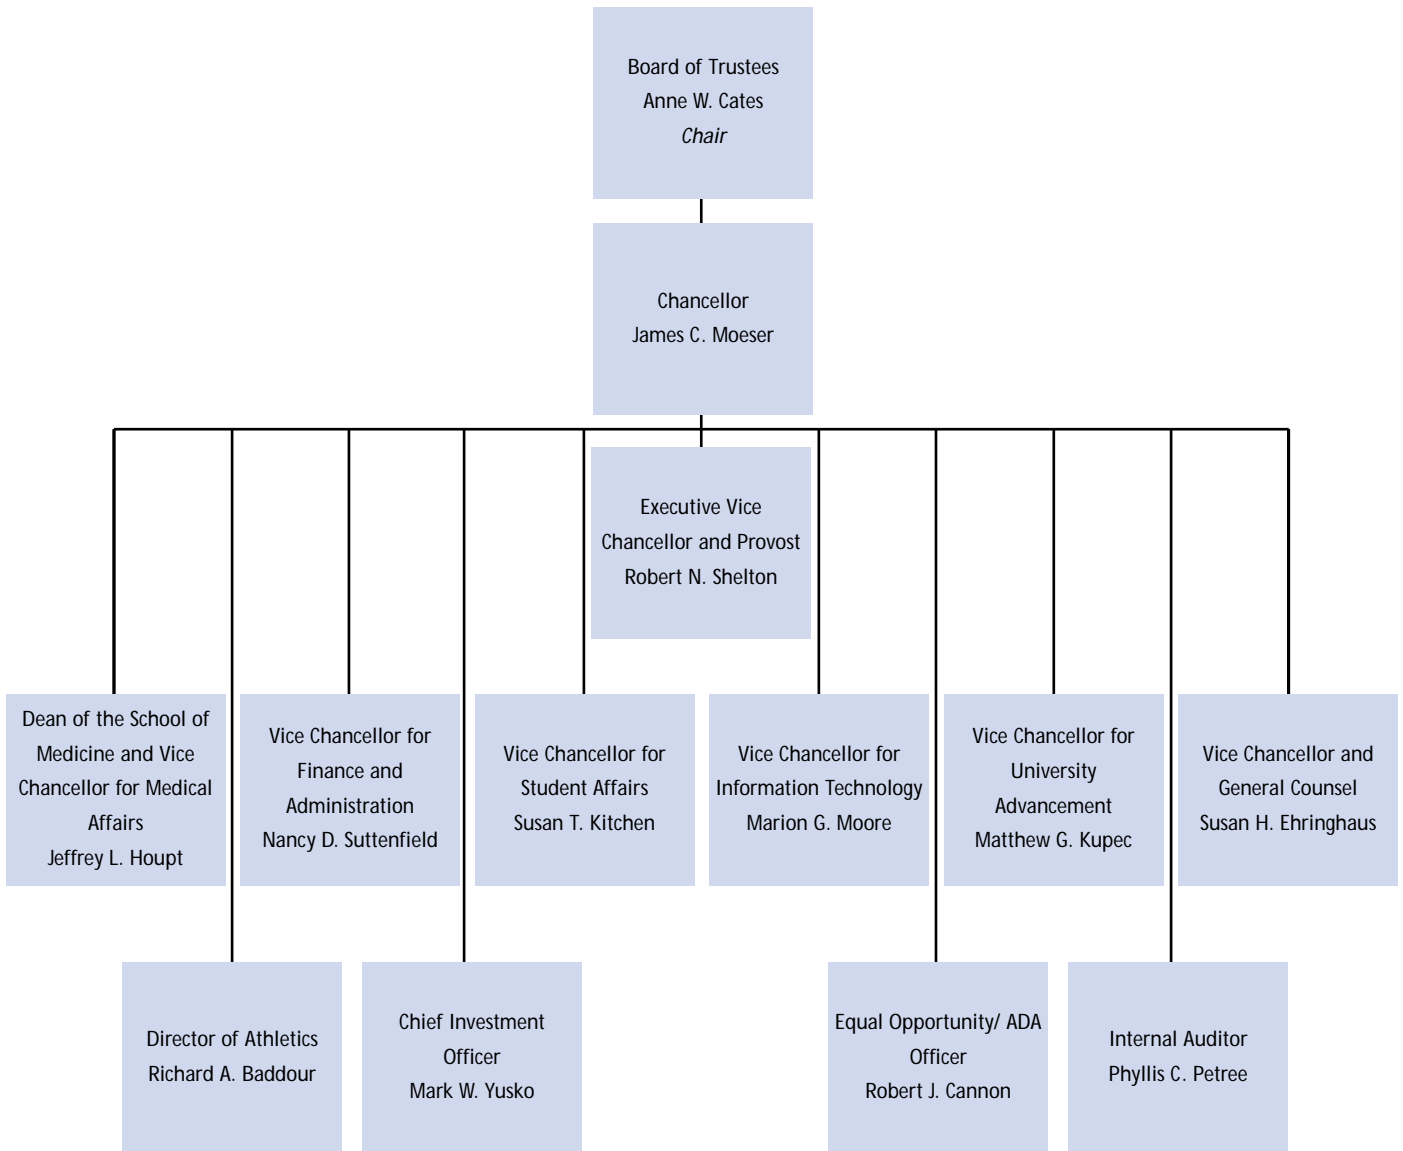 Board of Trustees
Anne W. Cates
Chair
Chancellor
James C. Moeser
Executive Vice
Chancellor and Provost
Robert N. Shelton
Dean of the School of
Medicine and Vice
Chancellor for Medical
Affairs
Jeffrey L. Houpt
Vice Chancellor for
Finance and
Administration
Nancy D. Suttenfield
Vice Chancellor for
Student Affairs
Susan T. Kitchen
Vice Chancellor for
Information Technology
Marion G. Moore
Vice Chancellor for
University
Advancement
Matthew G. Kupec
Vice Chancellor and
General Counsel
Susan H. Ehringhaus
Director of Athletics
Richard A. Baddour
Chief Investment
Officer
Mark W. Yusko
Equal Opportunity/ ADA
Officer
Robert J. Cannon
Internal Auditor
Phyllis C. Petree